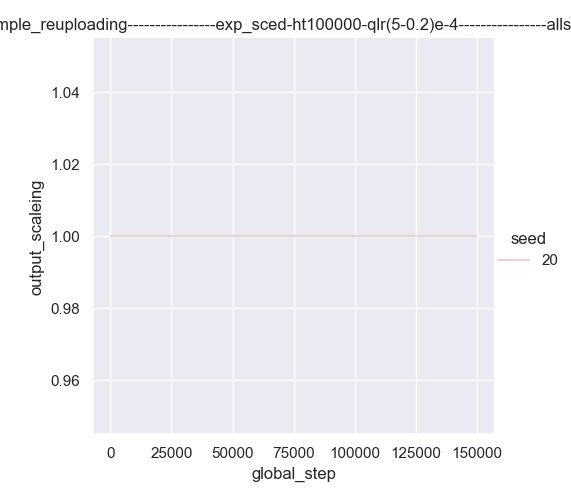 mple_reuploading----------------exp_sced-ht100000-qlr(5-0.2)e-4----------------alls
1.04
1.02
1.00
0.98
0.96
output_scaleing
seed
20
0 25000 50000 75000 100000 125000 150000
global_step